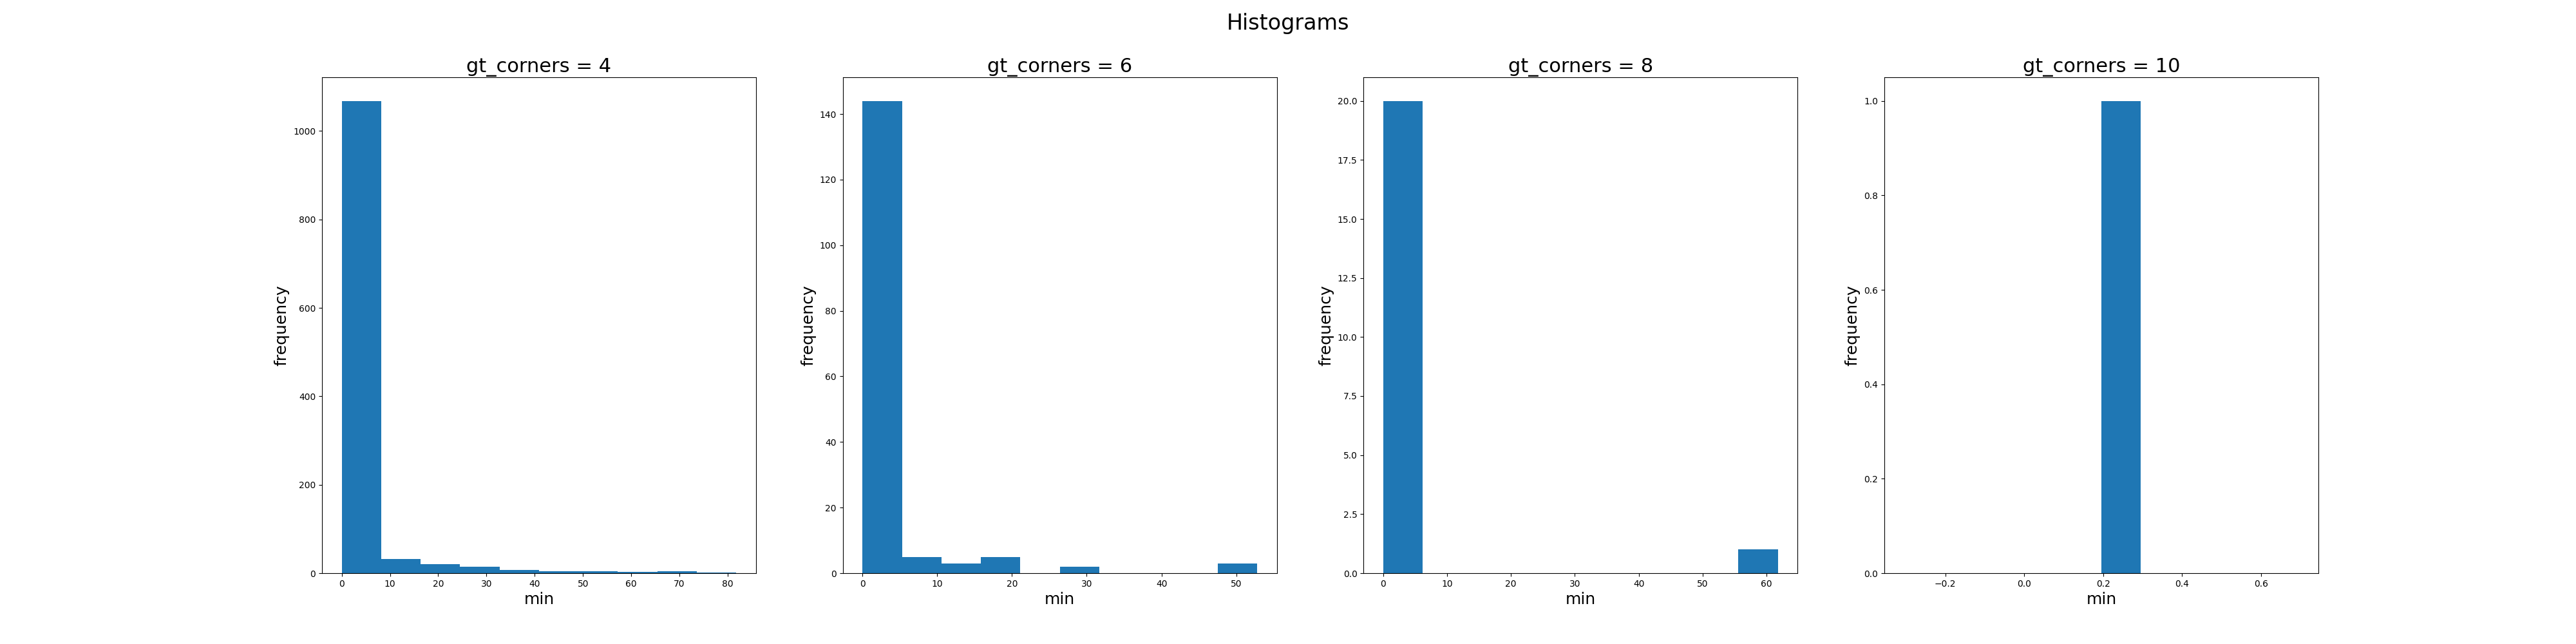 Histograms
gt_corners = 4
1000
800
600
400
200
0
frequency
0 10 20 30 40 50 60 70 80
min
gt_corners = 6
140
120
100
80
60
40
20
0
frequency
0 10 20 30 40 50
min
gt_corners = 8
20.0
17.5
15.0
12.5
10.0
7.5
5.0
2.5
0.0
frequency
0 10 20 30 40 50 60
min
gt_corners = 10
1.0
0.8
0.6
0.4
0.2
0.0
frequency
−0.2 0.0 0.2 0.4 0.6
min